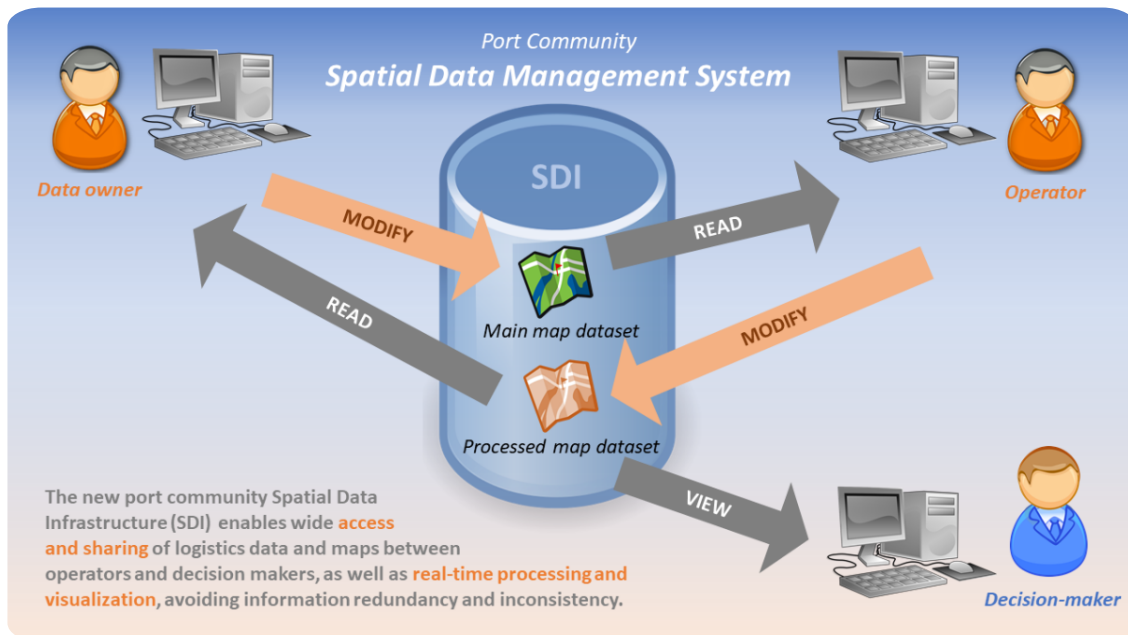 Port Community
Spatial Data Management System
SDI
Data owner
Operator
MODIFY
READ
READ
MODIFY
Main map dataset
Processed map dataset
VIEW
The new port community Spatial Data
Infrastructure (SDI) enables wide access
and sharing of logistics data and maps between
operators and decision makers, as well as real-time processing and
visualization, avoiding information redundancy and inconsistency.
Decision-maker